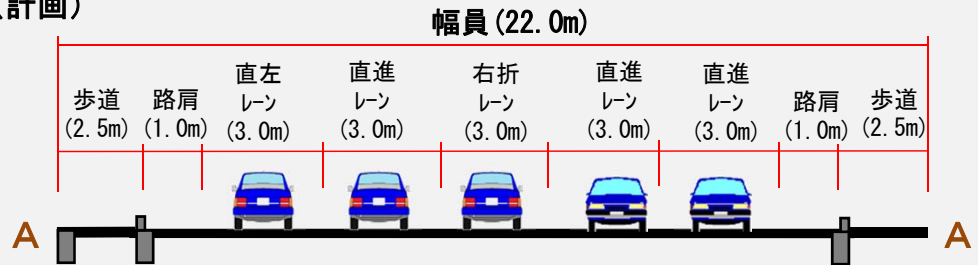 計画）
幅員(22.0m)
歩道
(2.5m)
路肩
(1.0m)
直左
ﾚｰﾝ
(3.0m)
直進
ﾚｰﾝ
(3.0m)
右折
ﾚｰﾝ
(3.0m)
直進
ﾚｰﾝ
(3.0m)
直進
ﾚｰﾝ
(3.0m)
路肩
(1.0m)
歩道
(2.5m)
A
A